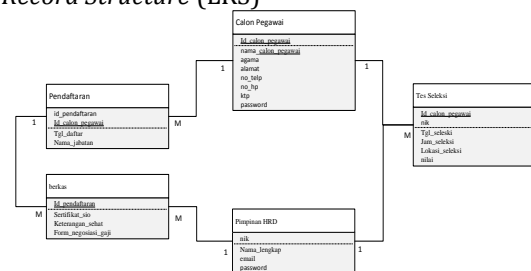 Record Structure (LRS)
Calon Pegawai
Id_calon_pegawai
nama_calon_pegawai
agama
alamat
no_telp
no_hp
ktp
password
1
1
Pendaftaran
id_pendaftaran
Id_calon_pegawai
Tgl_daftar
Nama_jabatan
1
M
Tes Seleksi
Id_calon_pegawai
nik
Tgl_seleski
Jam_seleksi
Lokasi_seleksi
nilai
M
berkas
Id_pendaftaran
Sertifikat_sio
Keterangan_sehat
Form_negosiasi_gaji
M
M
Pimpinan HRD
nik
Nama_lengkap
email
password
1
1